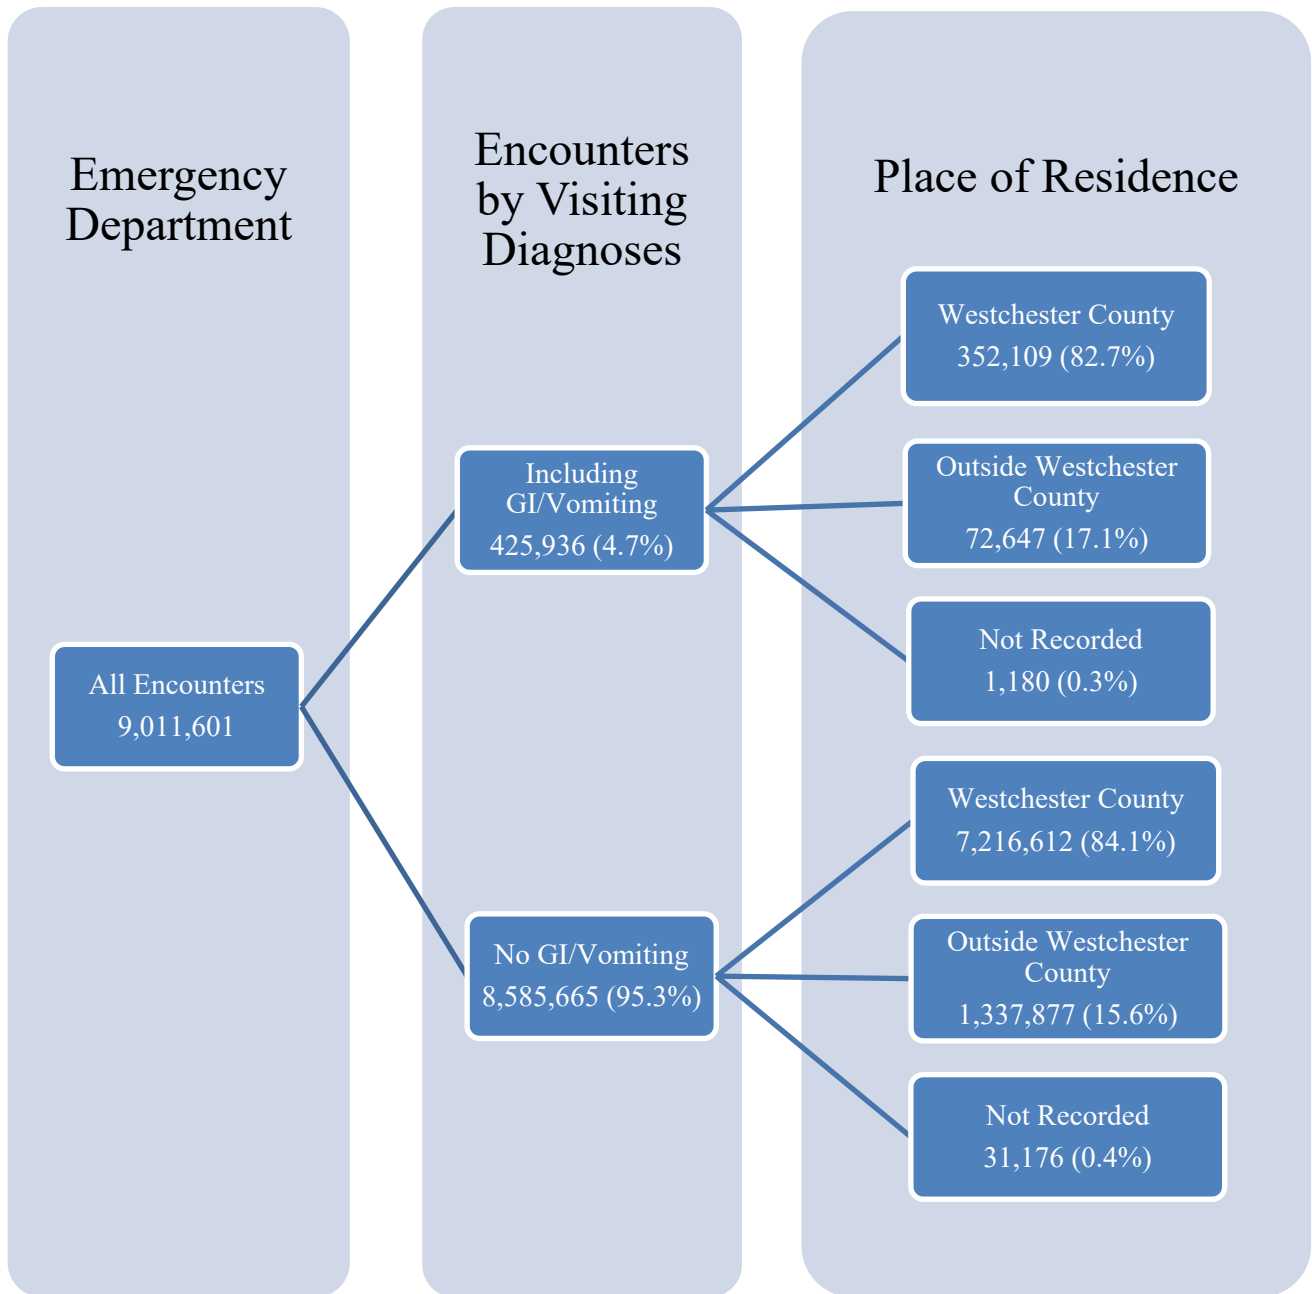 Emergency
Department
Encounters
by Visiting
Diagnoses
Place of Residence
All Encounters
9,011,601
Including
GI/Vomiting
425,936 (4.7%)
No GI/Vomiting
8,585,665 (95.3%)
Westchester County
352,109 (82.7%)
Outside Westchester
County
72,647 (17.1%)
Not Recorded
1,180 (0.3%)
Westchester County
7,216,612 (84.1%)
Outside Westchester
County
1,337,877 (15.6%)
Not Recorded
31,176 (0.4%)